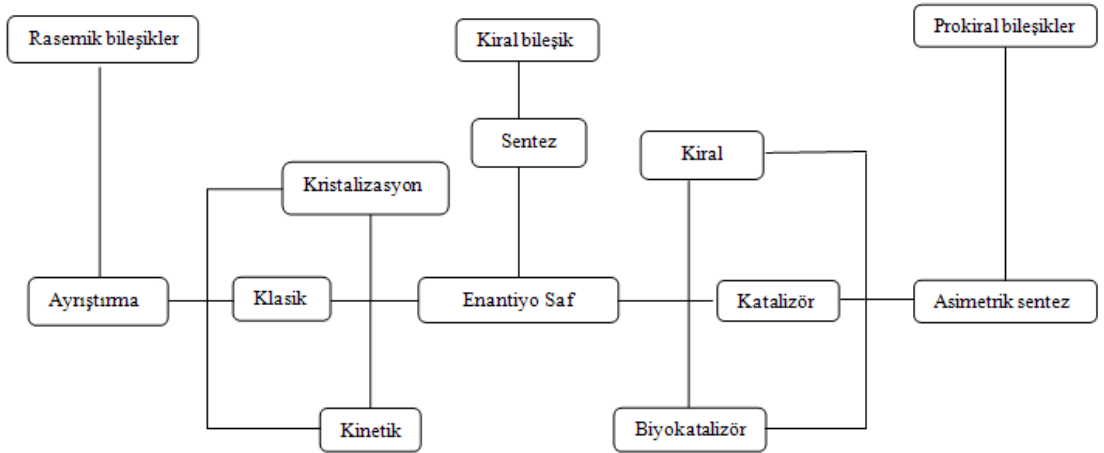 Rasemik bileşikler
Kiral bileşik
Prokiral bileşikler
Sentez
Kiral
Kristalizasyon
Ayrıştırma
Klasik
Enantiyo Saf
Katalizör
Asimetrik sentez
Kinetik
Biyokatalizör